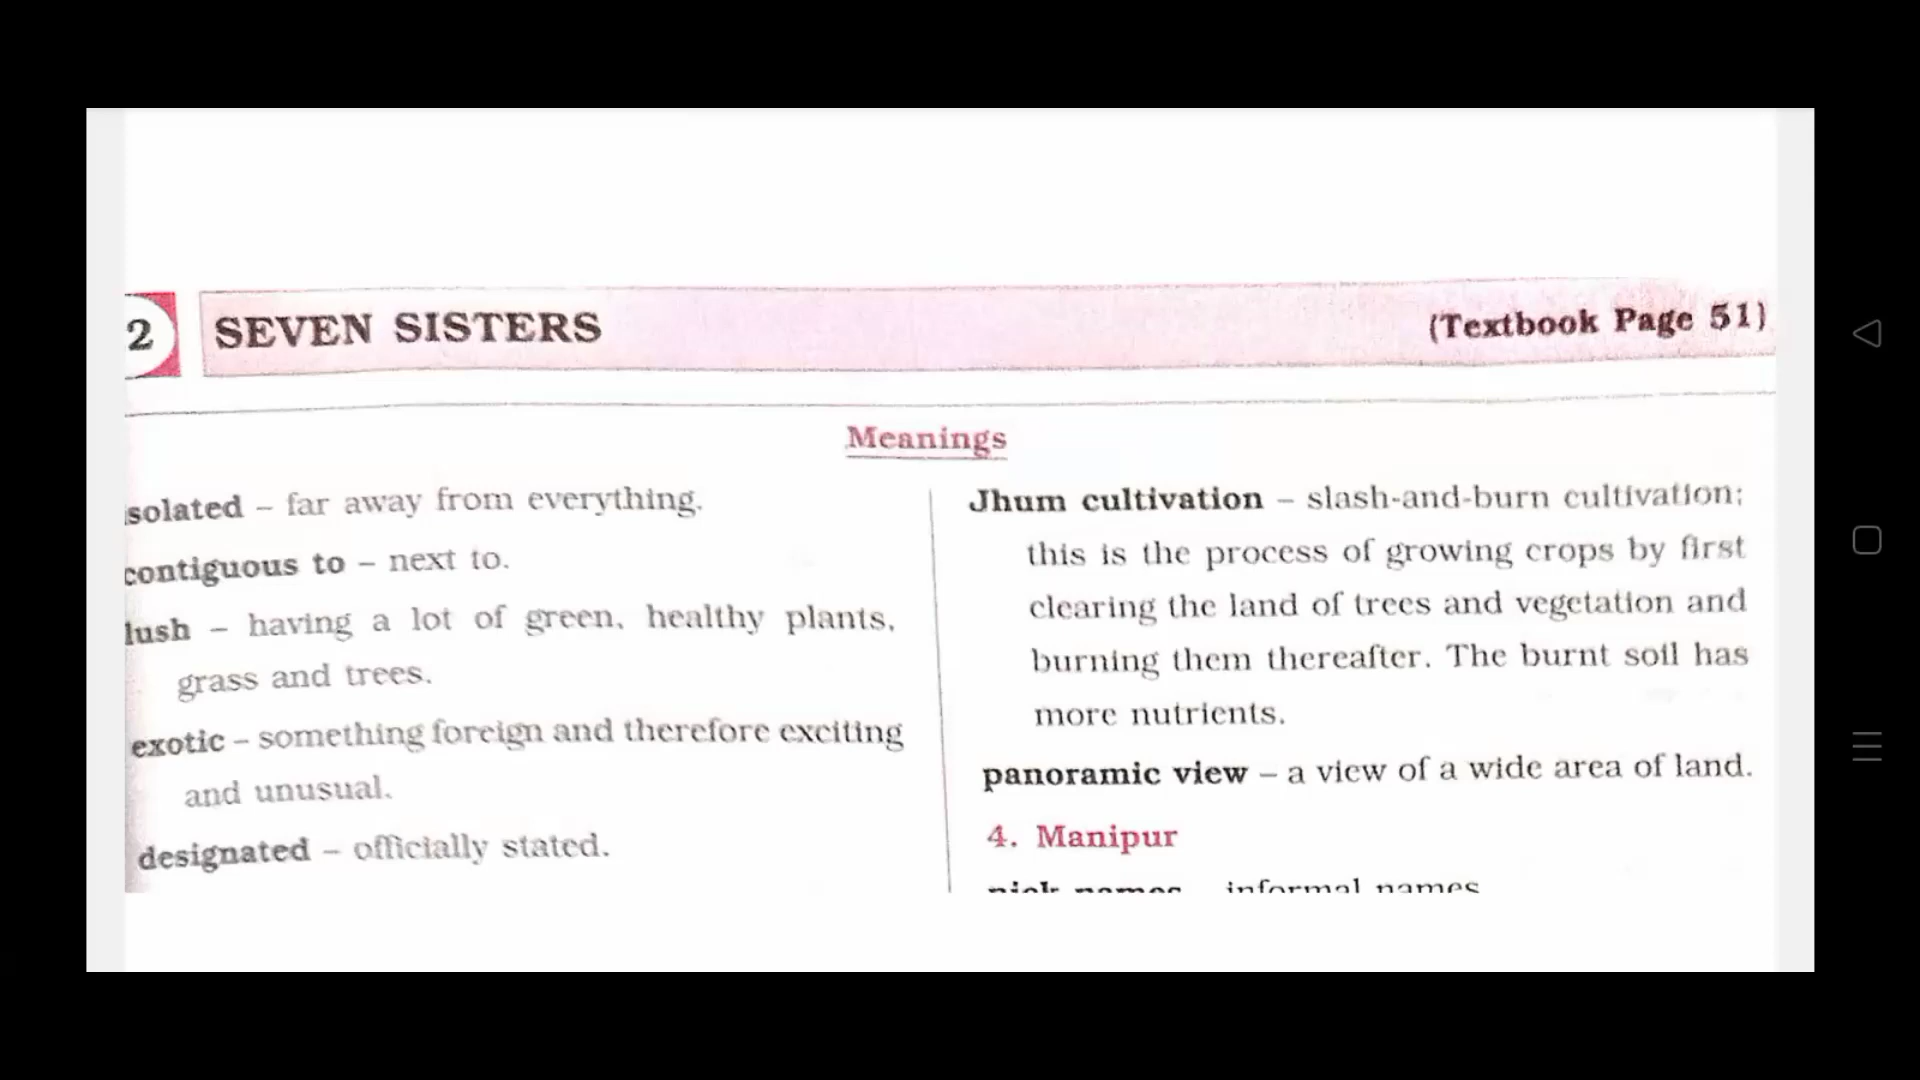 2 SEVEN SISTERS (Textbook Page 51)
Meanings
solated – far away from everything.
contiguous to – next to.
lush – having a lot of green, healthy plants,
grass and trees.
exotic – something foreign and therefore exciting
and unusual.
designated – officially stated.
Jhum cultivation – slash-and-burn cultivation;
this is the process of growing crops by first
clearing the land of trees and vegetation and
burning them thereafter. The burnt soil has
more nutrients.
panoramic view – a view of a wide area of land.
4. Manipur
nick names – informal names